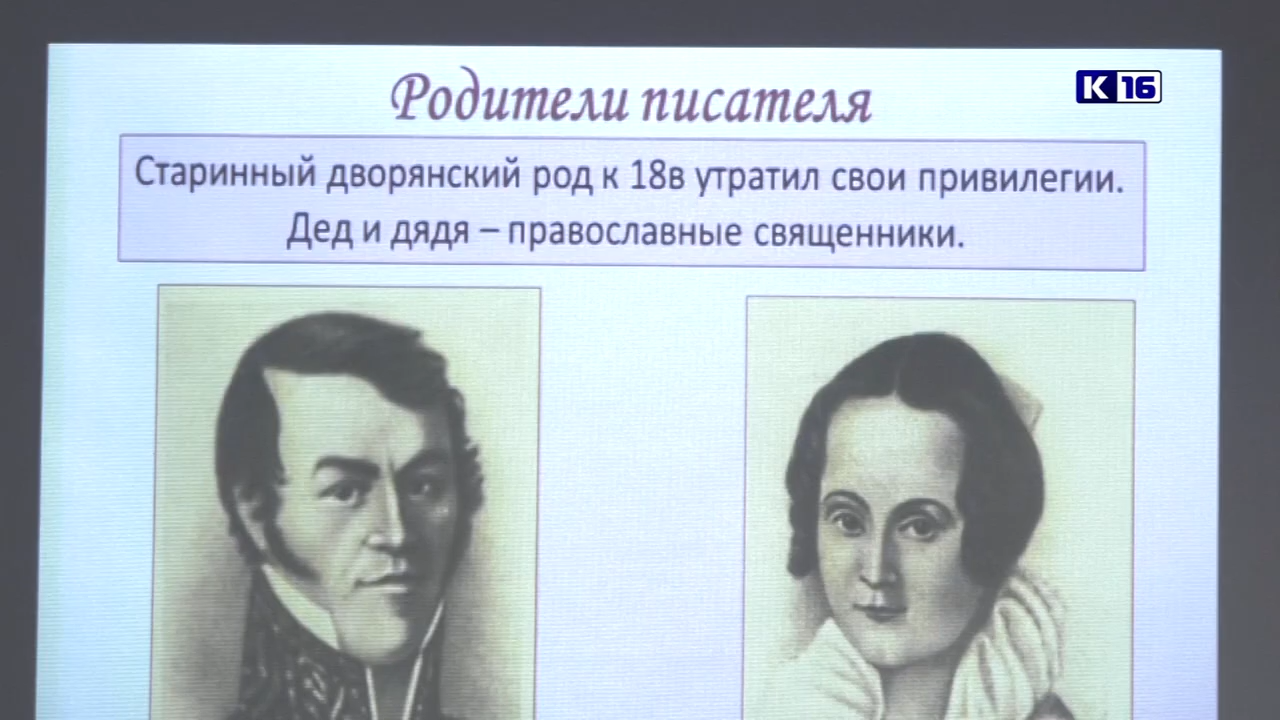 Родители писателя
K 16
Старинный дворянский род к 18в утратил свои привилегии.
Дед и дядя – православные священники.